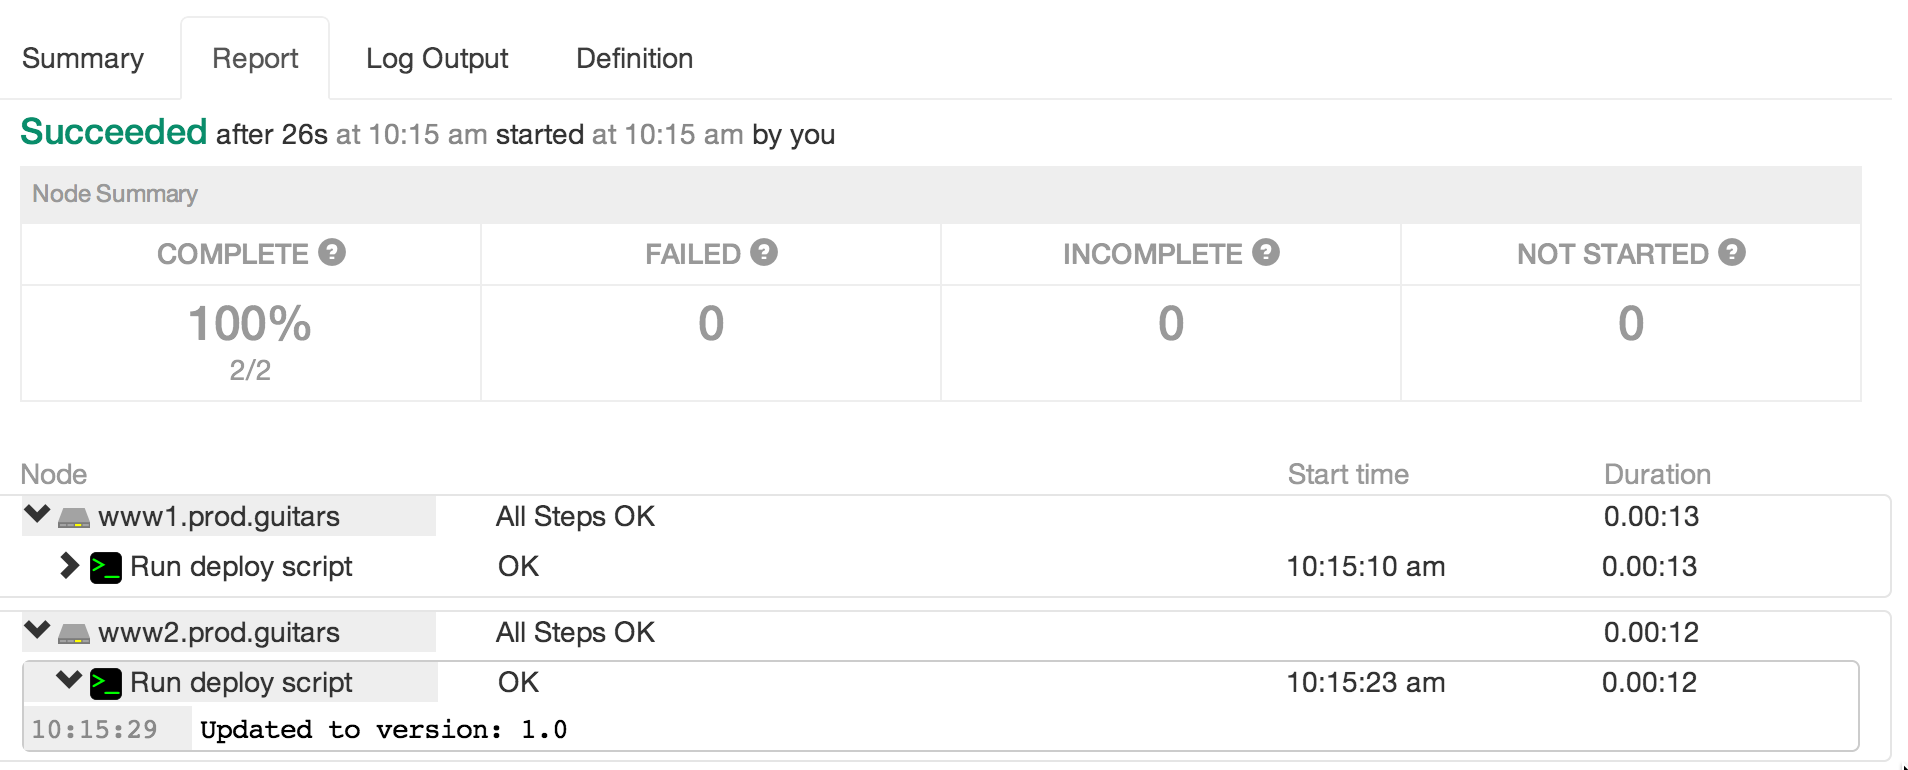 Summary Report Log Output Definition
Succeeded after 26s at 10:15 am started at 10:15 am by you
Node Summary
COMPLETE ? FAILED ? INCOMPLETE ? NOT STARTED ?
100% 0 0 0
2/2
Node Start time Duration
www1.prod.guitars All Steps OK 0.00:13
>_ Run deploy script OK 10:15:10 am 0.00:13
www2.prod.guitars All Steps OK 0.00:12
>_ Run deploy script OK 10:15:23 am 0.00:12
10:15:29 Updated to version: 1.0